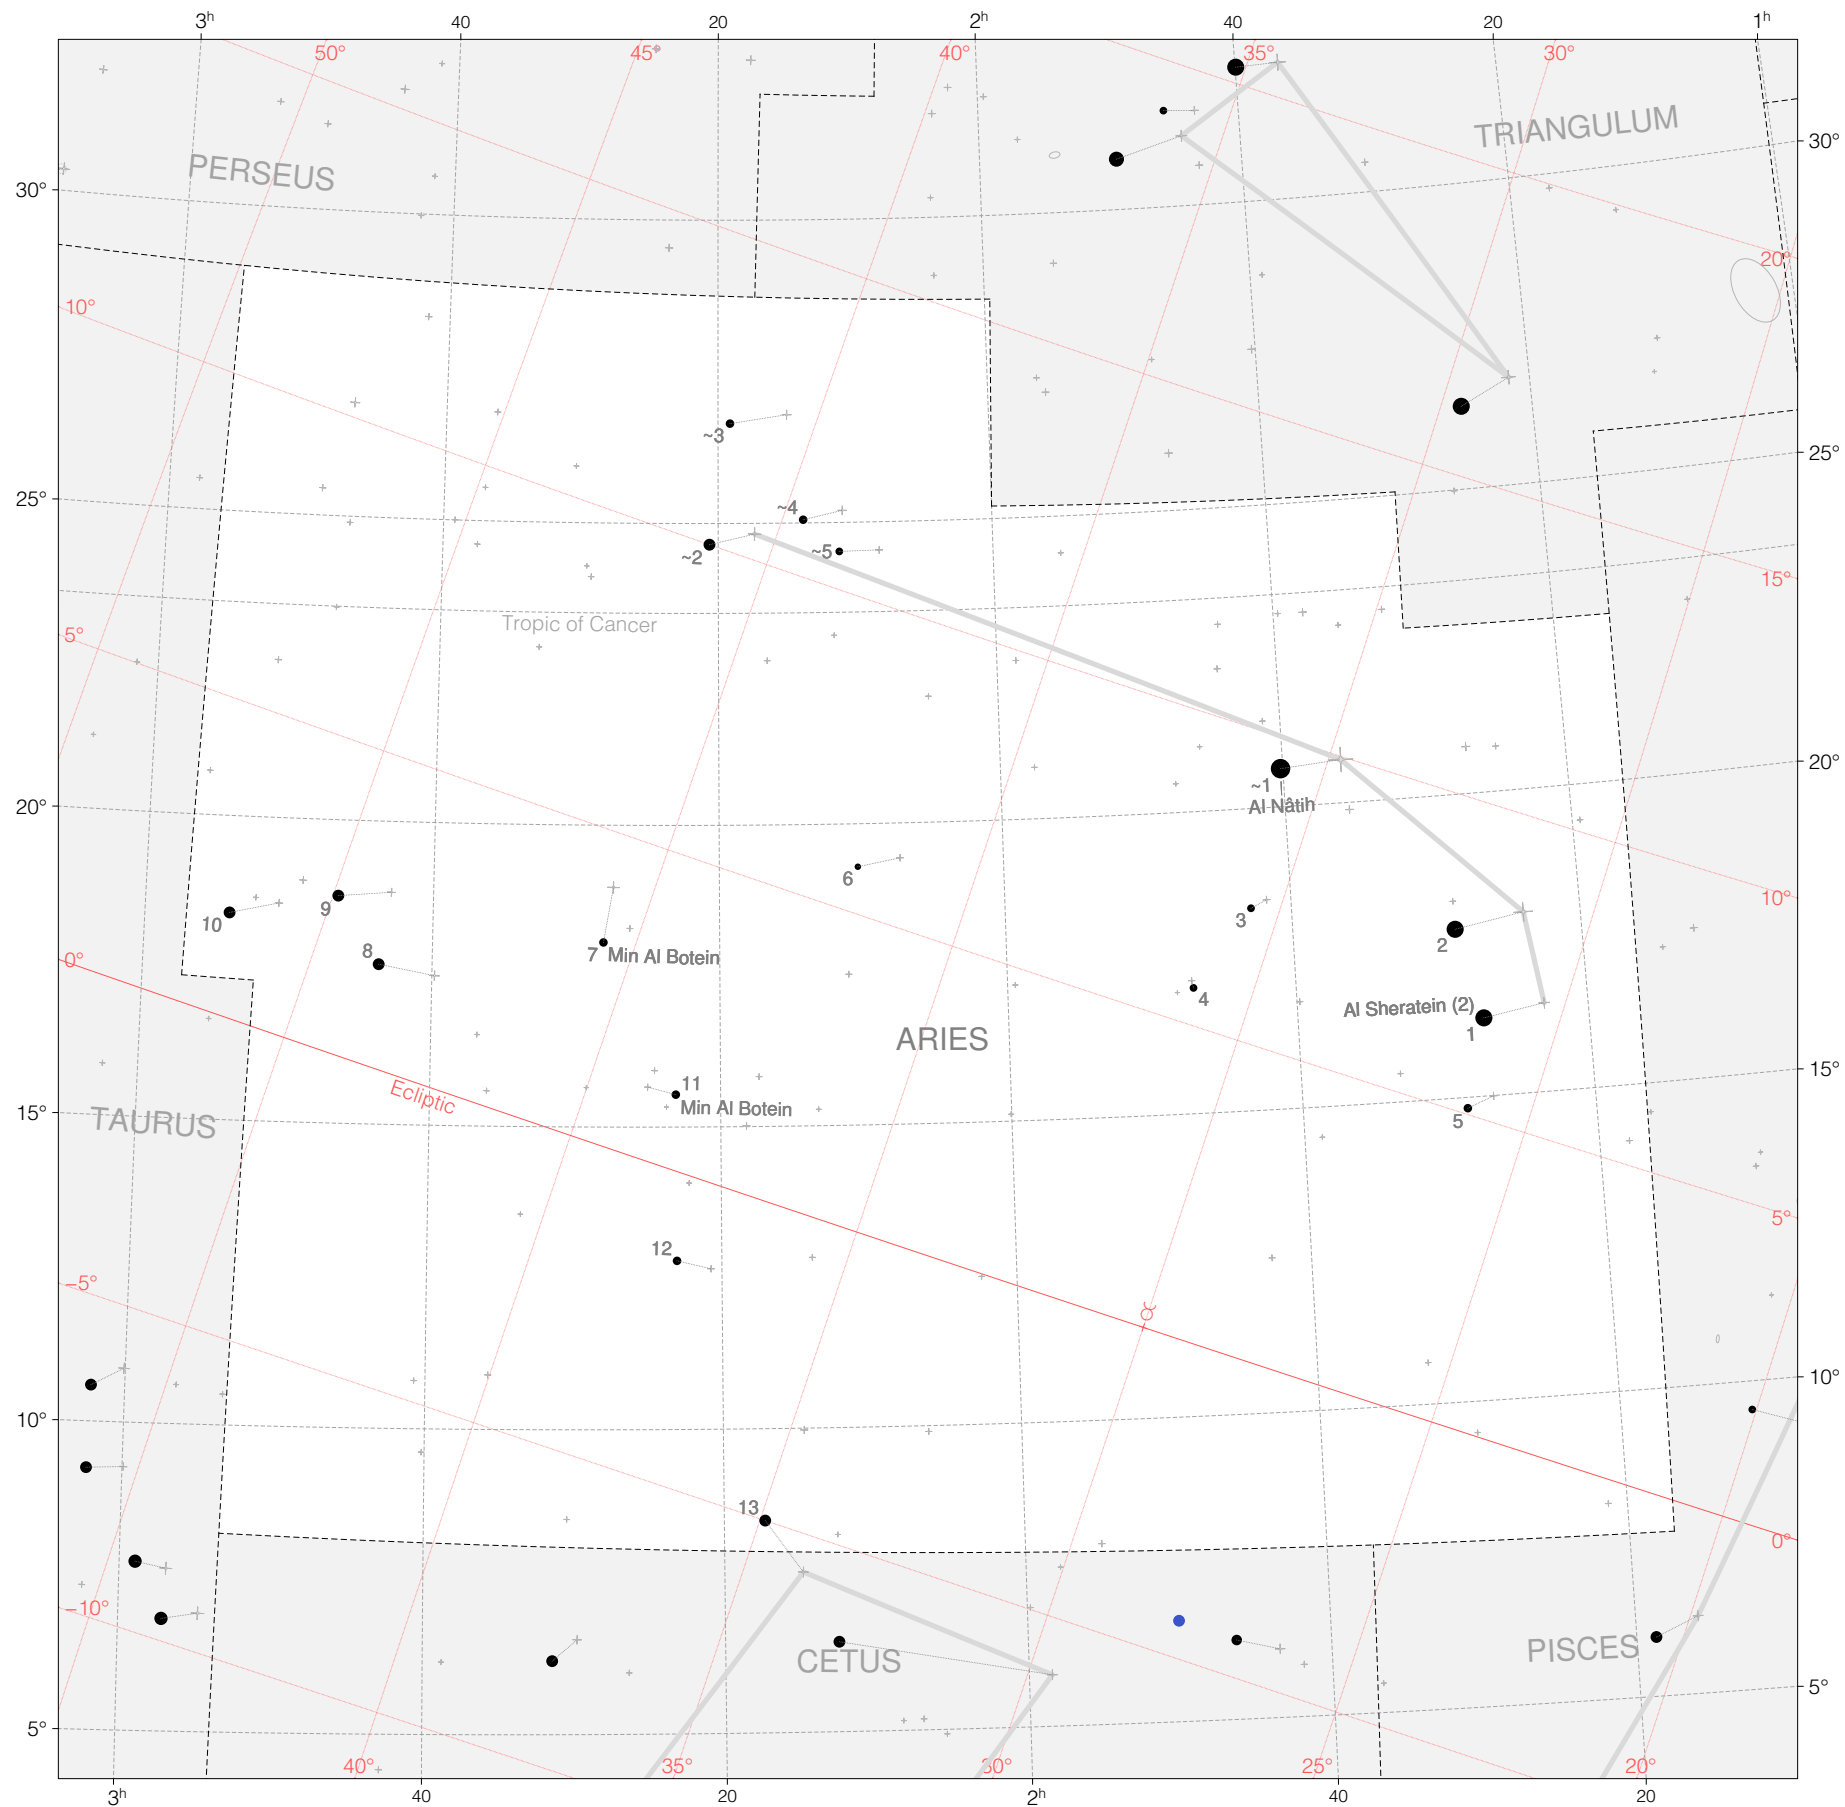 3h 40 20 2h 40 20 1h
50° 45° 40° 35° 30°
TRIANGULUM
30°
PERSEUS
30°
20°
10°
~3
25°
25°
~4
~5
~2
15°
Tropic of Cancer
5°
20°
~1
Al Nâtih
20°
6
10°
9
10
3
2
8
7 Min Al Botein
0°
4
Al Sheratein (2)
1
ARIES
15°
11
Ecliptic
Min Al Botein
15°
TAURUS
5
5°
12
−5°
10°
10°
13
0°
−10°
CETUS
PISCES
5°
5°
40° 35° 30° 25° 20°
3h 40 20 2h 40 20